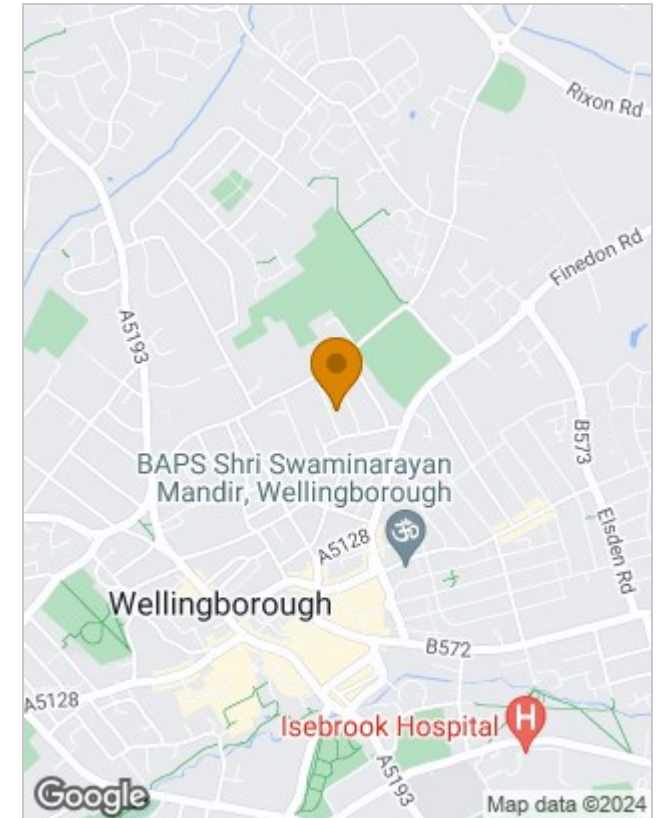 Rixon Rd
Finedon Rd
A5193
B573
BAPS Shri Swaminarayan
Mandir, Wellingborough
Elsden Rd
A5128
ॐ
Wellingborough
B572
A5128
Isebrook Hospital
H
A5193
Google
Map data ©2024